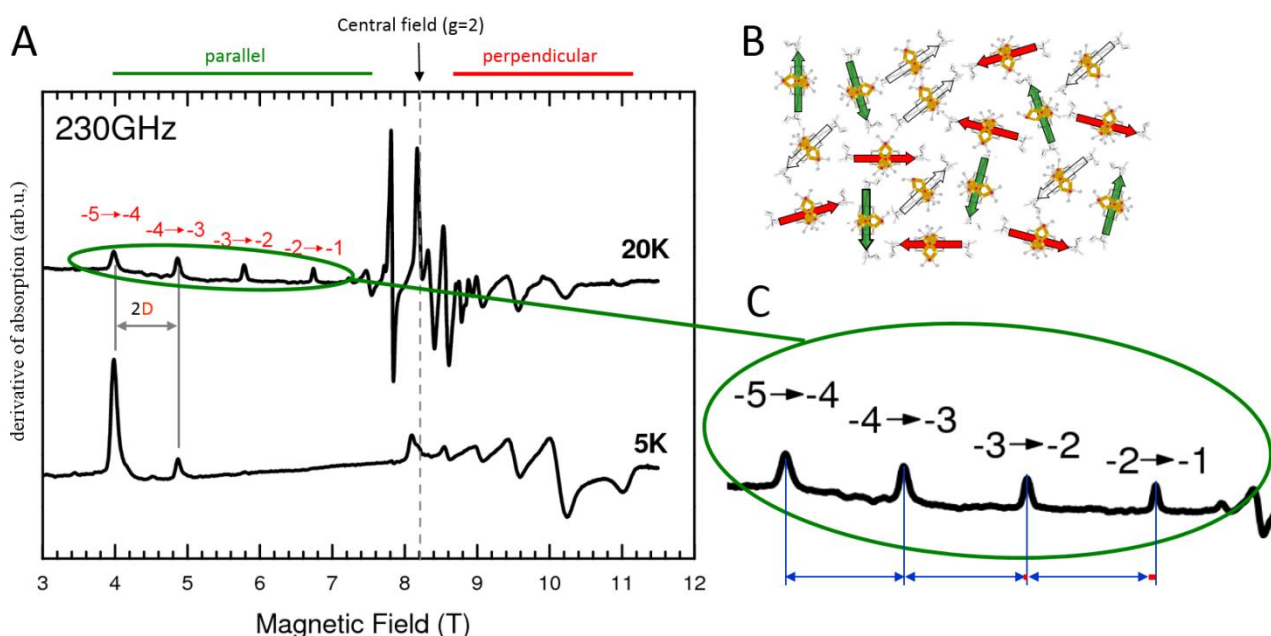 A
Central field (g=2)
parallel
perpendicular
230GHz
-5→-4
-4→-3
-3→-2
-2→-1
20K
2D
5K
derivative of absorption (arb.u.)
3 4 5 6 7 8 9 10 11 12
Magnetic Field (T)
B
C
-5→-4
-4→-3
-3→-2
-2→-1